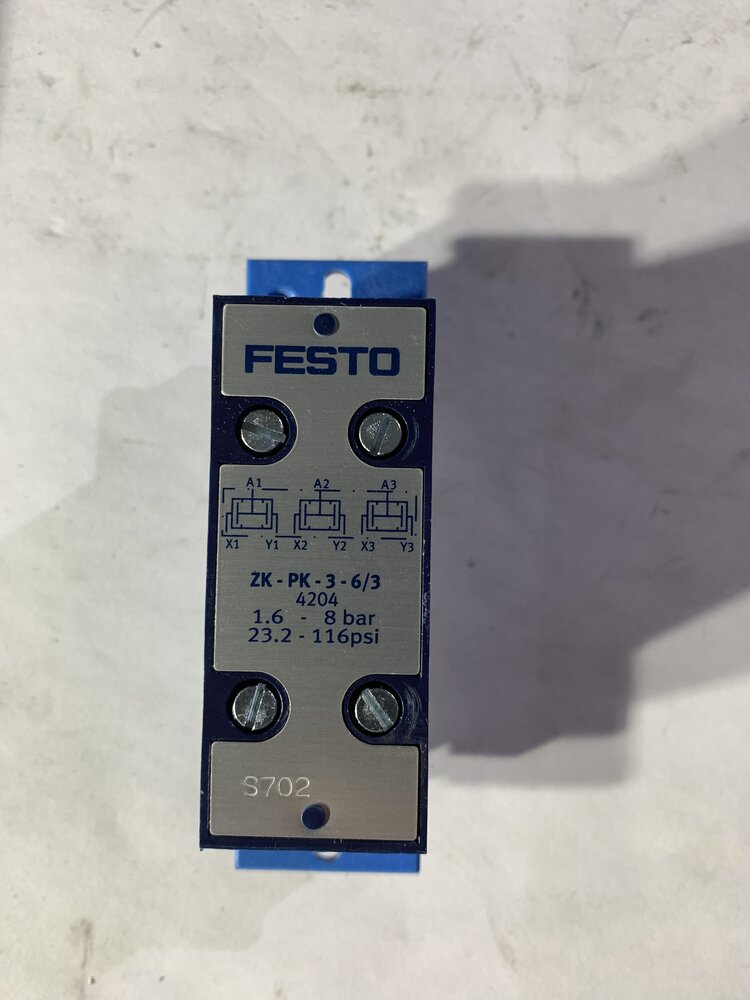 FESTO
A1 A2 A3
X1 Y1 X2 Y2 X3 Y3
ZK - PK - 3 - 6/3
4204
1.6 - 8 bar
23.2 - 116psi
S702